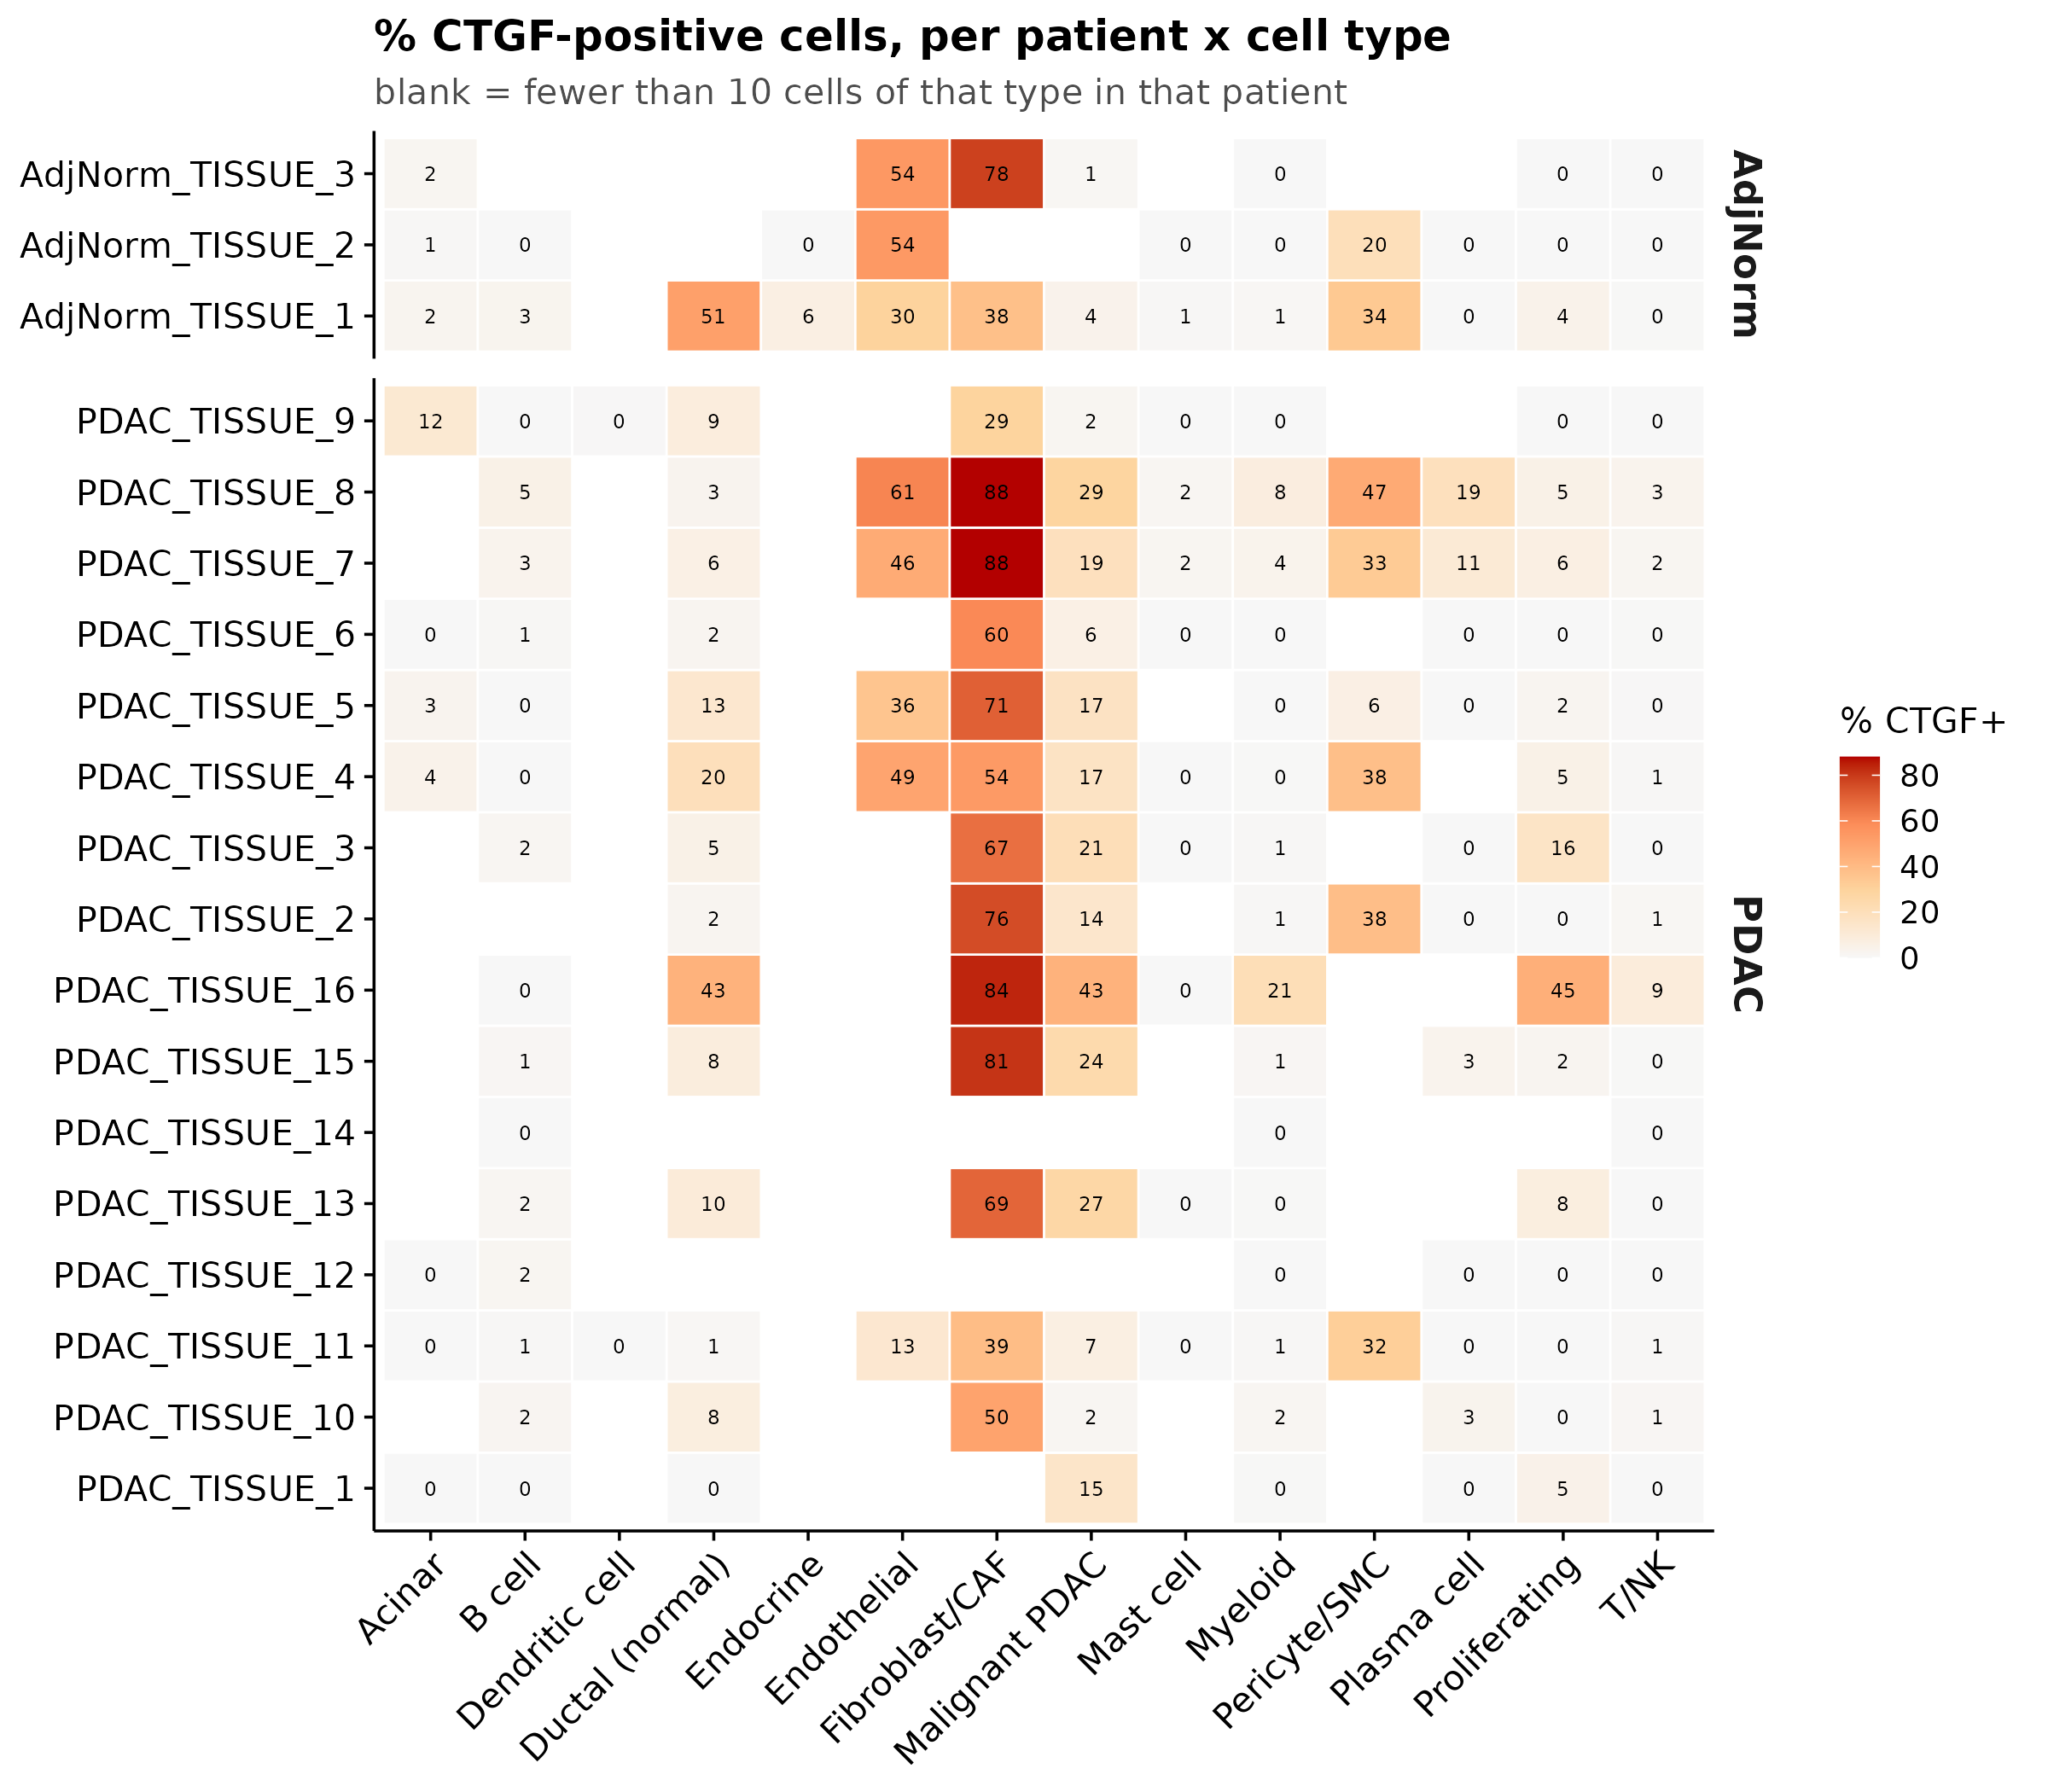 % CTGF-positive cells, per patient x cell type
blank = fewer than 10 cells of that type in that patient
AdjNorm_TISSUE_3 2 54 78 1 0 0 0
AdjNorm_TISSUE_2 1 0 0 54 0 0 20 0 0 0
AdjNorm_TISSUE_1 2 3 51 6 30 38 4 1 1 34 0 4 0
AdjNorm
PDAC_TISSUE_9 12 0 0 9 29 2 0 0 0 0
PDAC_TISSUE_8 5 3 61 88 29 2 8 47 19 5 3
PDAC_TISSUE_7 3 6 46 88 19 2 4 33 11 6 2
PDAC_TISSUE_6 0 1 2 60 6 0 0 0 0 0
PDAC_TISSUE_5 3 0 13 36 71 17 0 6 0 2 0
PDAC_TISSUE_4 4 0 20 49 54 17 0 0 38 5 1
PDAC_TISSUE_3 2 5 67 21 0 1 0 16 0
PDAC_TISSUE_2 2 76 14 1 38 0 0 1
PDAC_TISSUE_16 0 43 84 43 0 21 45 9
PDAC_TISSUE_15 1 8 81 24 1 3 2 0
PDAC_TISSUE_14 0 0 0
PDAC_TISSUE_13 2 10 69 27 0 0 8 0
PDAC_TISSUE_12 0 2 0 0 0 0
PDAC_TISSUE_11 0 1 0 1 13 39 7 0 1 32 0 0 1
PDAC_TISSUE_10 2 8 50 2 2 3 0 1
PDAC_TISSUE_1 0 0 0 15 0 0 5 0
PDAC
Acinar
B cell
Dendritic cell
Ductal (normal)
Endocrine
Endothelial
Fibroblast/CAF
Malignant PDAC
Mast cell
Myeloid
Pericyte/SMC
Plasma cell
Proliferating
T/NK
% CTGF+
80
60
40
20
0